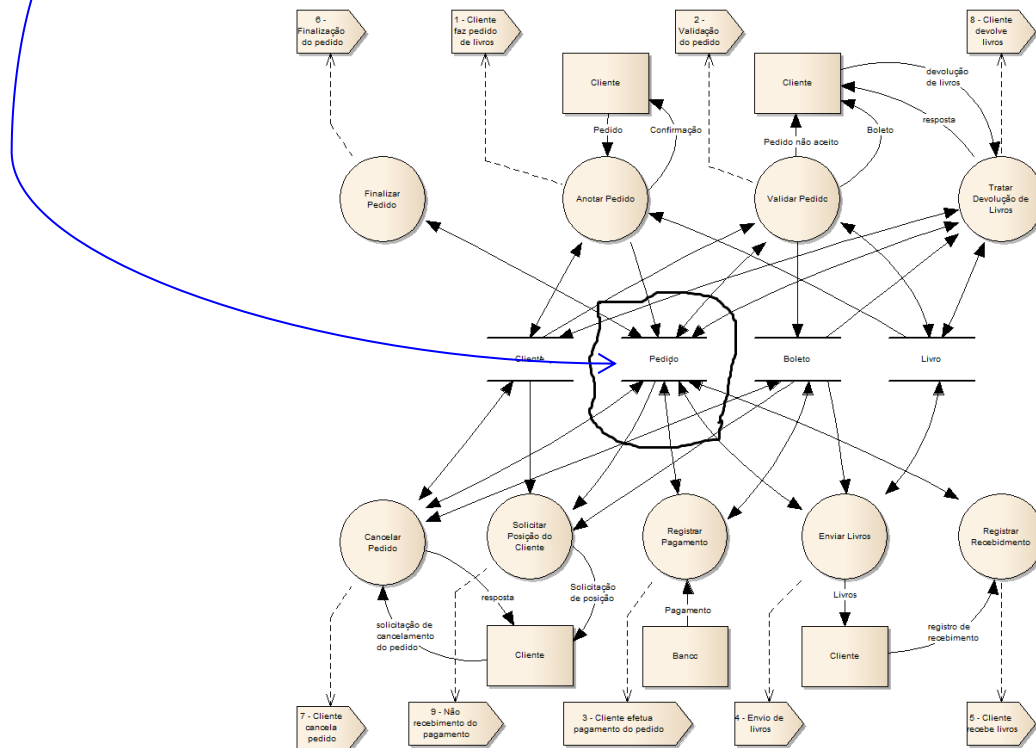 6 -
Finalização
do pedido
1 - Cliente
faz pedido
de livros
2 -
Validação
do pedido
8 - Cliente
devolve
livros
Cliente
Cliente
devolução
de livros
resposta
Pedido
Confirmação
Pedido não aceito
Boleto
Finalizar
Pedido
Anotar Pedido
Validar Pedido
Tratar
Devolução de
Livros
Cliente
Pedido
Boleto
Livro
Cancelar
Pedido
Solicitar
Posição do
Cliente
Registrar
Pagamento
Enviar Livros
Registrar
Recebidmento
resposta
Solicitação
de posição
solicitação de
cancelamento
do pedido
Pagamento
Livros
registro de
recebimento
Cliente
Banco
Cliente
7 - Cliente
cancela
pedido
9 - Não
recebimento do
pagamento
3 - Cliente efetua
pagamento do pedido
4 - Envio de
livros
5 - Cliente
recebe livros